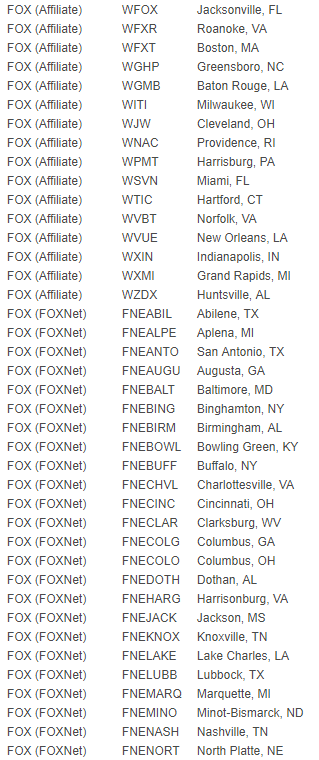 FOX (Affiliate) WFOX Jacksonville, FL
FOX (Affiliate) WFXR Roanoke, VA
FOX (Affiliate) WFXT Boston, MA
FOX (Affiliate) WGHP Greensboro, NC
FOX (Affiliate) WGMB Baton Rouge, LA
FOX (Affiliate) WITI Milwaukee, WI
FOX (Affiliate) WJW Cleveland, OH
FOX (Affiliate) WNAC Providence, RI
FOX (Affiliate) WPMT Harrisburg, PA
FOX (Affiliate) WSVN Miami, FL
FOX (Affiliate) WTIC Hartford, CT
FOX (Affiliate) WVBT Norfolk, VA
FOX (Affiliate) WVUE New Orleans, LA
FOX (Affiliate) WXIN Indianapolis, IN
FOX (Affiliate) WXMI Grand Rapids, MI
FOX (Affiliate) WZDX Huntsville, AL
FOX (FOXNet) FNEABIL Abilene, TX
FOX (FOXNet) FNEALPE Aplena, MI
FOX (FOXNet) FNEANTO San Antonio, TX
FOX (FOXNet) FNEAUGU Augusta, GA
FOX (FOXNet) FNEBALT Baltimore, MD
FOX (FOXNet) FNEBING Binghamton, NY
FOX (FOXNet) FNEBIRM Birmingham, AL
FOX (FOXNet) FNEBOWL Bowling Green, KY
FOX (FOXNet) FNEBUFF Buffalo, NY
FOX (FOXNet) FNECHVL Charlottesville, VA
FOX (FOXNet) FNECINC Cincinnati, OH
FOX (FOXNet) FNECLAR Clarksburg, WV
FOX (FOXNet) FNECOLG Columbus, GA
FOX (FOXNet) FNECOLO Columbus, OH
FOX (FOXNet) FNEDOTH Dothan, AL
FOX (FOXNet) FNEHARG Harrisonburg, VA
FOX (FOXNet) FNEJACK Jackson, MS
FOX (FOXNet) FNEKNOX Knoxville, TN
FOX (FOXNet) FNELAKE Lake Charles, LA
FOX (FOXNet) FNELUBB Lubbock, TX
FOX (FOXNet) FNEMARQ Marquette, MI
FOX (FOXNet) FNEMINO Minot-Bismarck, ND
FOX (FOXNet) FNENASH Nashville, TN
FOX (FOXNet) FNENORT North Platte, NE